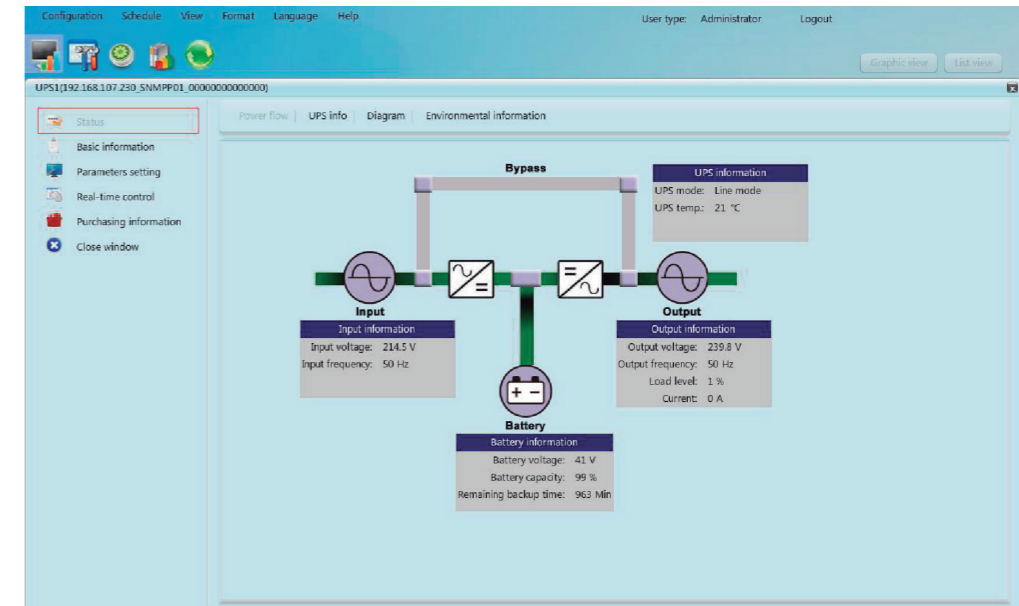 Configuration Schedule View Format Language Help User type: Administrator Logout
Graphic view List view
UPS1(192.168.107.230_SNMPP01_00000000000000)
Status
Basic information
Parameters setting
Real-time control
Purchasing information
Close window
Power flow UPS info Diagram Environmental information
Bypass
UPS information
UPS mode: Line mode
UPS temp.: 21 ℃
Input
Input information
Input voltage: 214.5 V
Input frequency: 50 Hz
Output
Output information
Output voltage: 239.8 V
Output frequency: 50 Hz
Load level: 1 %
Current: 0 A
Battery
Battery information
Battery voltage: 41 V
Battery capacity: 99 %
Remaining backup time: 963 Min